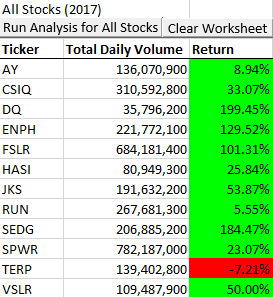 All Stocks (2017)
Run Analysis for All Stocks Clear Worksheet
Ticker Total Daily Volume Return
AY 136,070,900 8.94%
CSIQ 310,592,800 33.07%
DQ 35,796,200 199.45%
ENPH 221,772,100 129.52%
FSLR 684,181,400 101.31%
HASI 80,949,300 25.84%
JKS 191,632,200 53.87%
RUN 267,681,300 5.55%
SEDG 206,885,200 184.47%
SPWR 782,187,000 23.07%
TERP 139,402,800 -7.21%
VSLR 109,487,900 50.00%